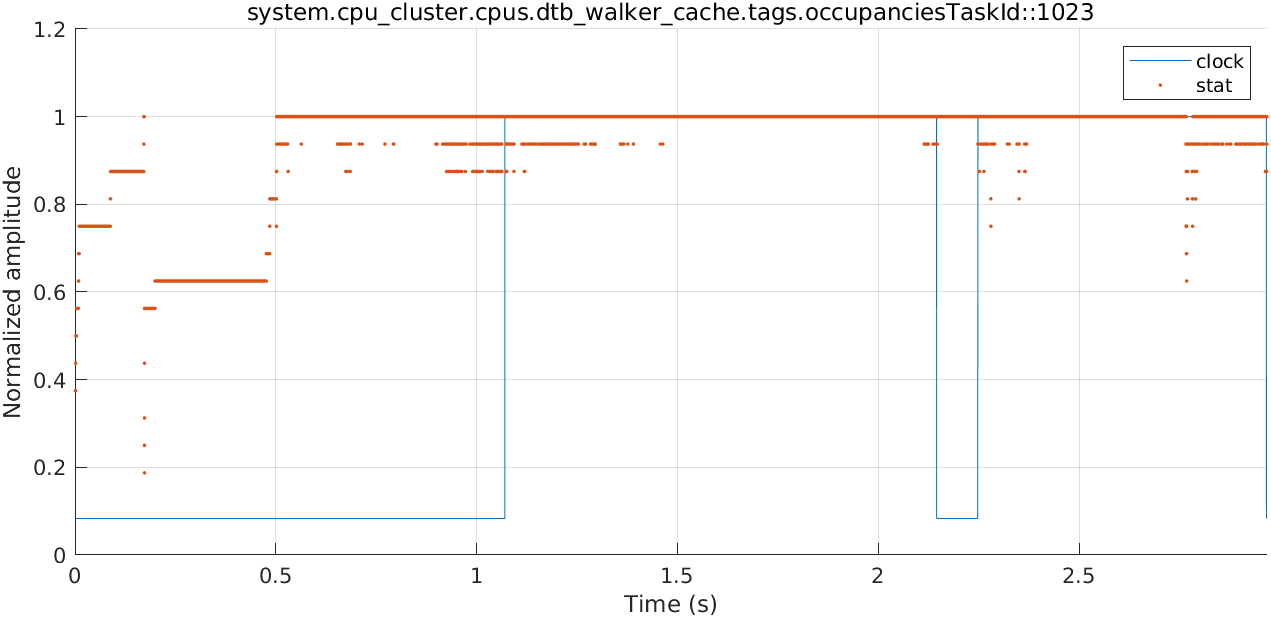 system.cpu_cluster.cpus.dtb_walker_cache.tags.occupanciesTaskId::1023
1.2
1
0.8
0.6
0.4
0.2
0
Normalized amplitude
clock
stat
0
0.5
1
1.5
2
2.5
Time (s)